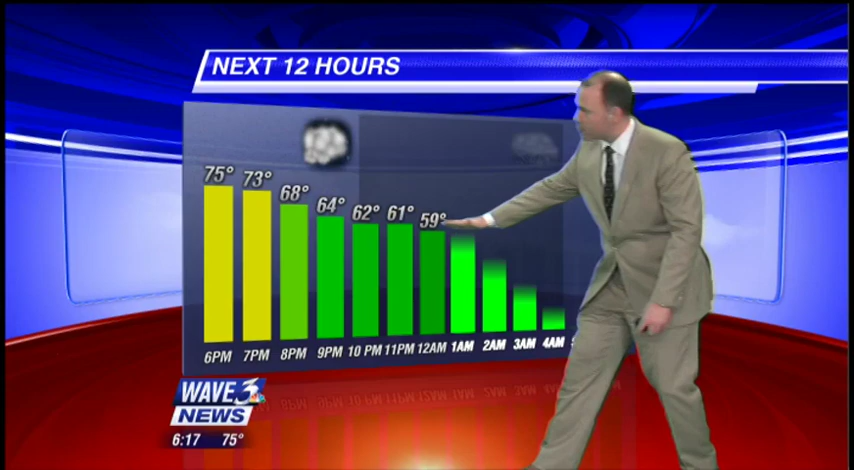 NEXT 12 HOURS
75° 73° 68° 64° 62° 61° 59°
6PM 7PM 8PM 9PM 10 PM 11PM 12AM 1AM 2AM 3AM 4AM
WAVE 3
NEWS
6:17 75°